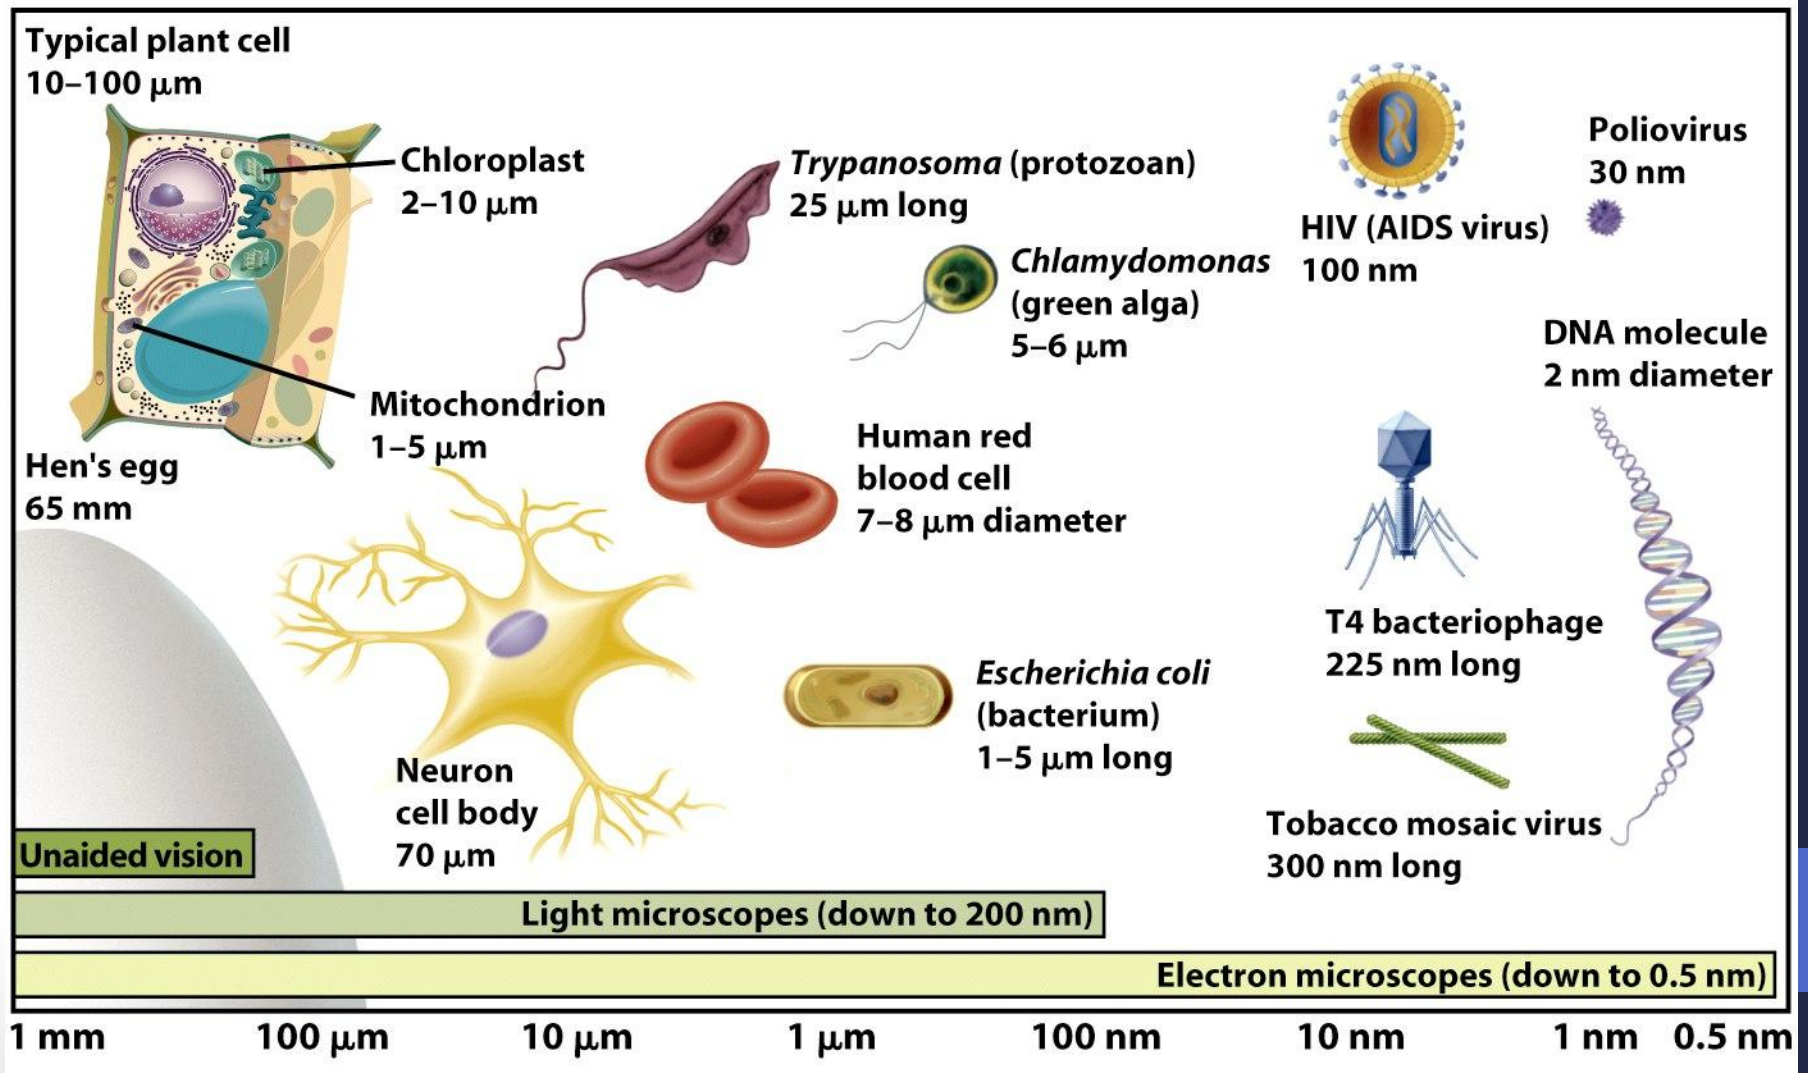 Typical plant cell
10–100 μm
Chloroplast
2–10 μm
Mitochondrion
1–5 μm
Hen's egg
65 mm
Trypanosoma (protozoan)
25 μm long
Chlamydomonas
(green alga)
5–6 μm
Human red
blood cell
7–8 μm diameter
Neuron
cell body
70 μm
Escherichia coli
(bacterium)
1–5 μm long
HIV (AIDS virus)
100 nm
Poliovirus
30 nm
DNA molecule
2 nm diameter
T4 bacteriophage
225 nm long
Tobacco mosaic virus
300 nm long
Unaided vision
Light microscopes (down to 200 nm)
Electron microscopes (down to 0.5 nm)
1 mm 100 μm 10 μm 1 μm 100 nm 10 nm 1 nm 0.5 nm